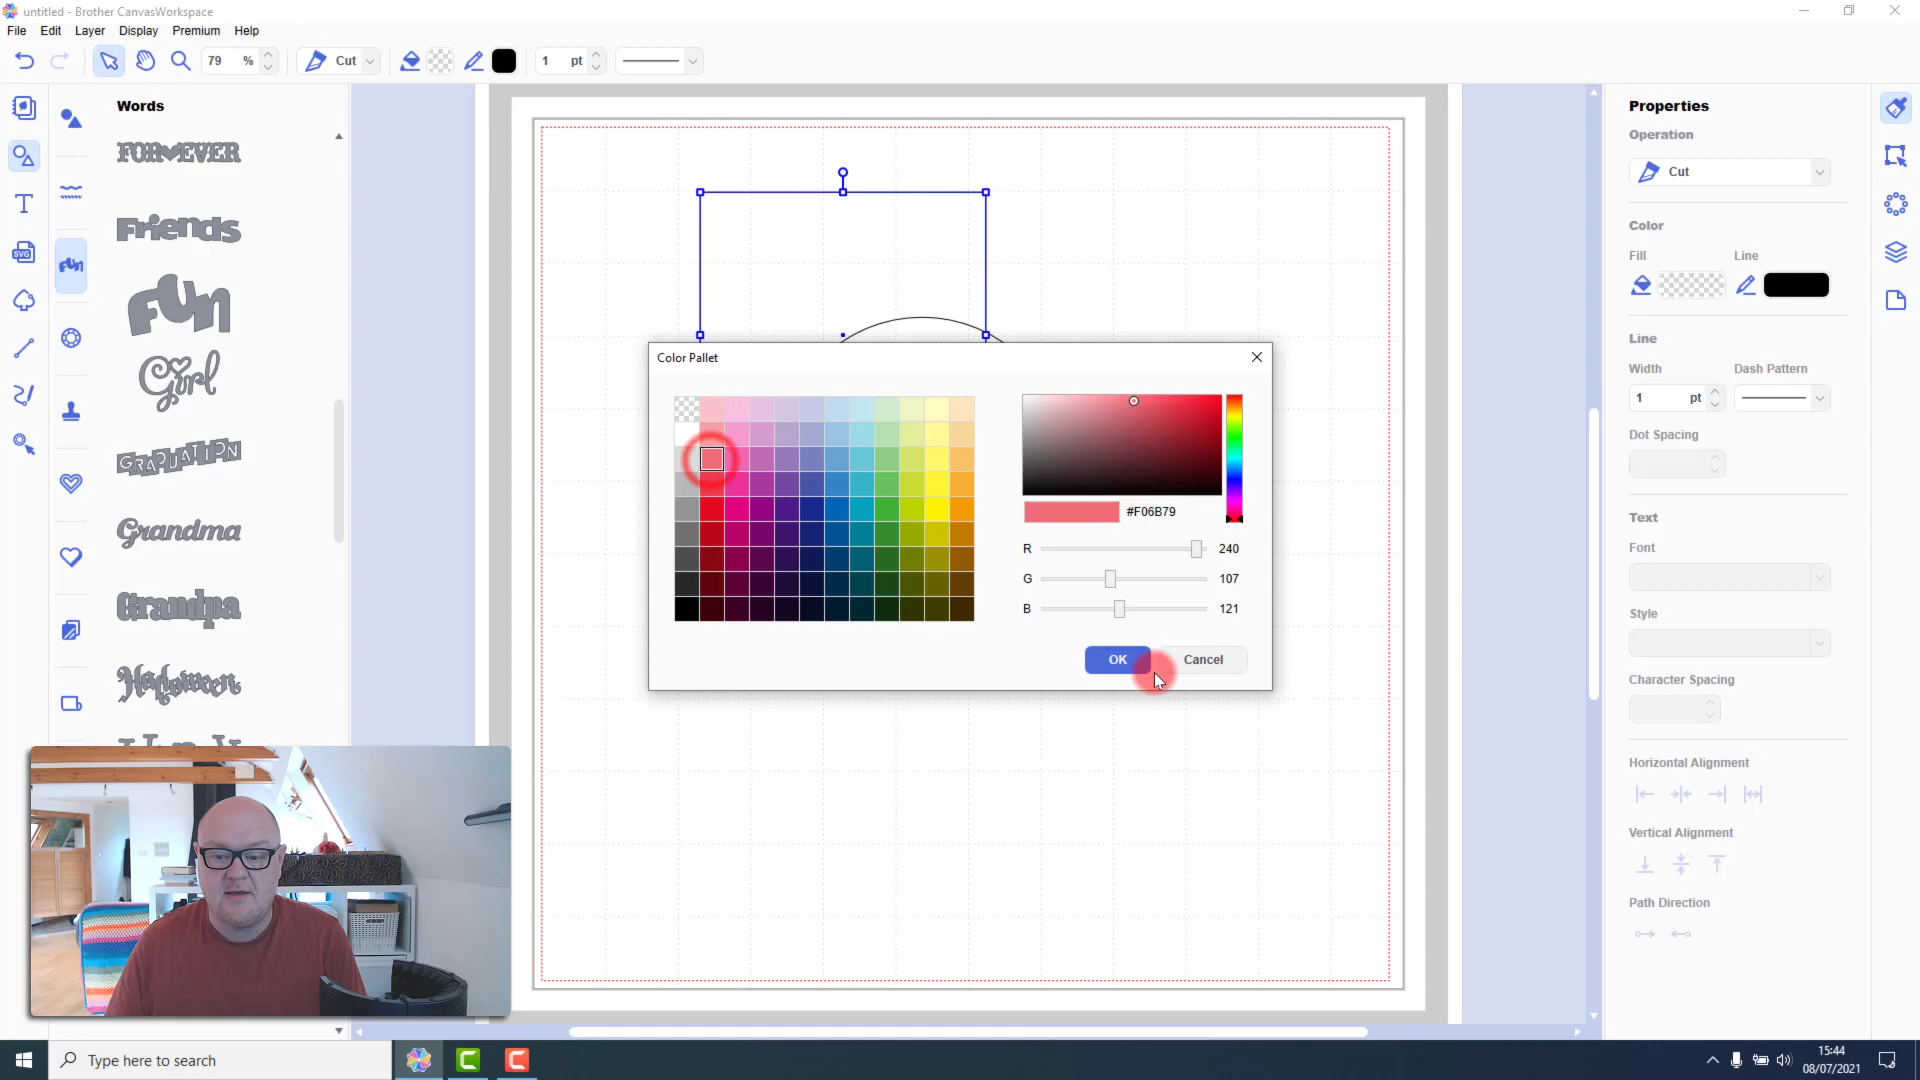 untitled - Brother CanvasWorkspace
File Edit Layer Display Premium Help
79 % Cut 1 pt
Words
FOREVER
Friends
FUN
Girl
GRADUATION
Grandma
Grandpa
Halloween
Color Pallet
#F06B79
R 240
G 107
B 121
OK Cancel
Properties
Operation
Cut
Color
Fill Line
Line
Width Dash Pattern
1 pt
Dot Spacing
Text
Font
Style
Character Spacing
Horizontal Alignment
Vertical Alignment
Path Direction
SVG
FUN
Type here to search
15:44
08/07/2021